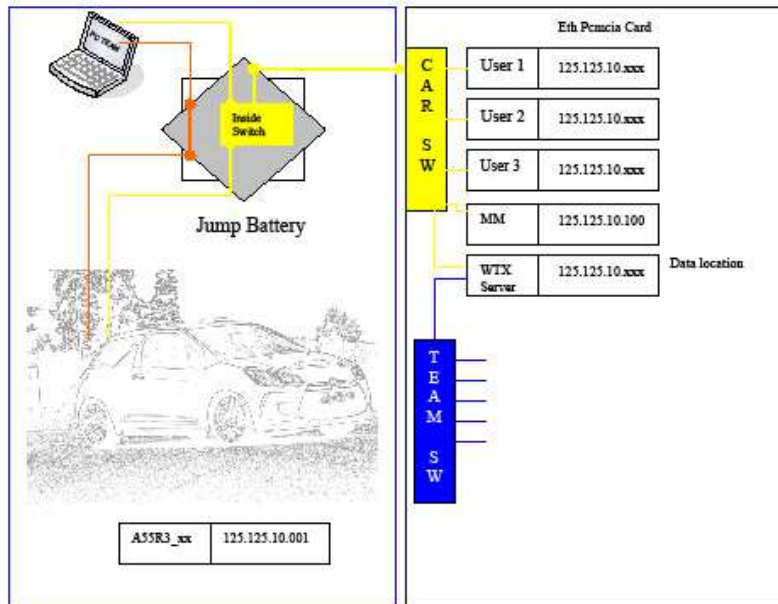 PC TEAM
Inside
Switch
Jump Battery
A55R3_xx 125.125.10.001
Eth Pcmcia Card
C
A
R
S
W
User 1 125.125.10.xxx
User 2 125.125.10.xxx
User 3 125.125.10.xxx
MM 125.125.10.100
WTX
Server
125.125.10.xxx
Data location
T
E
A
M
S
W